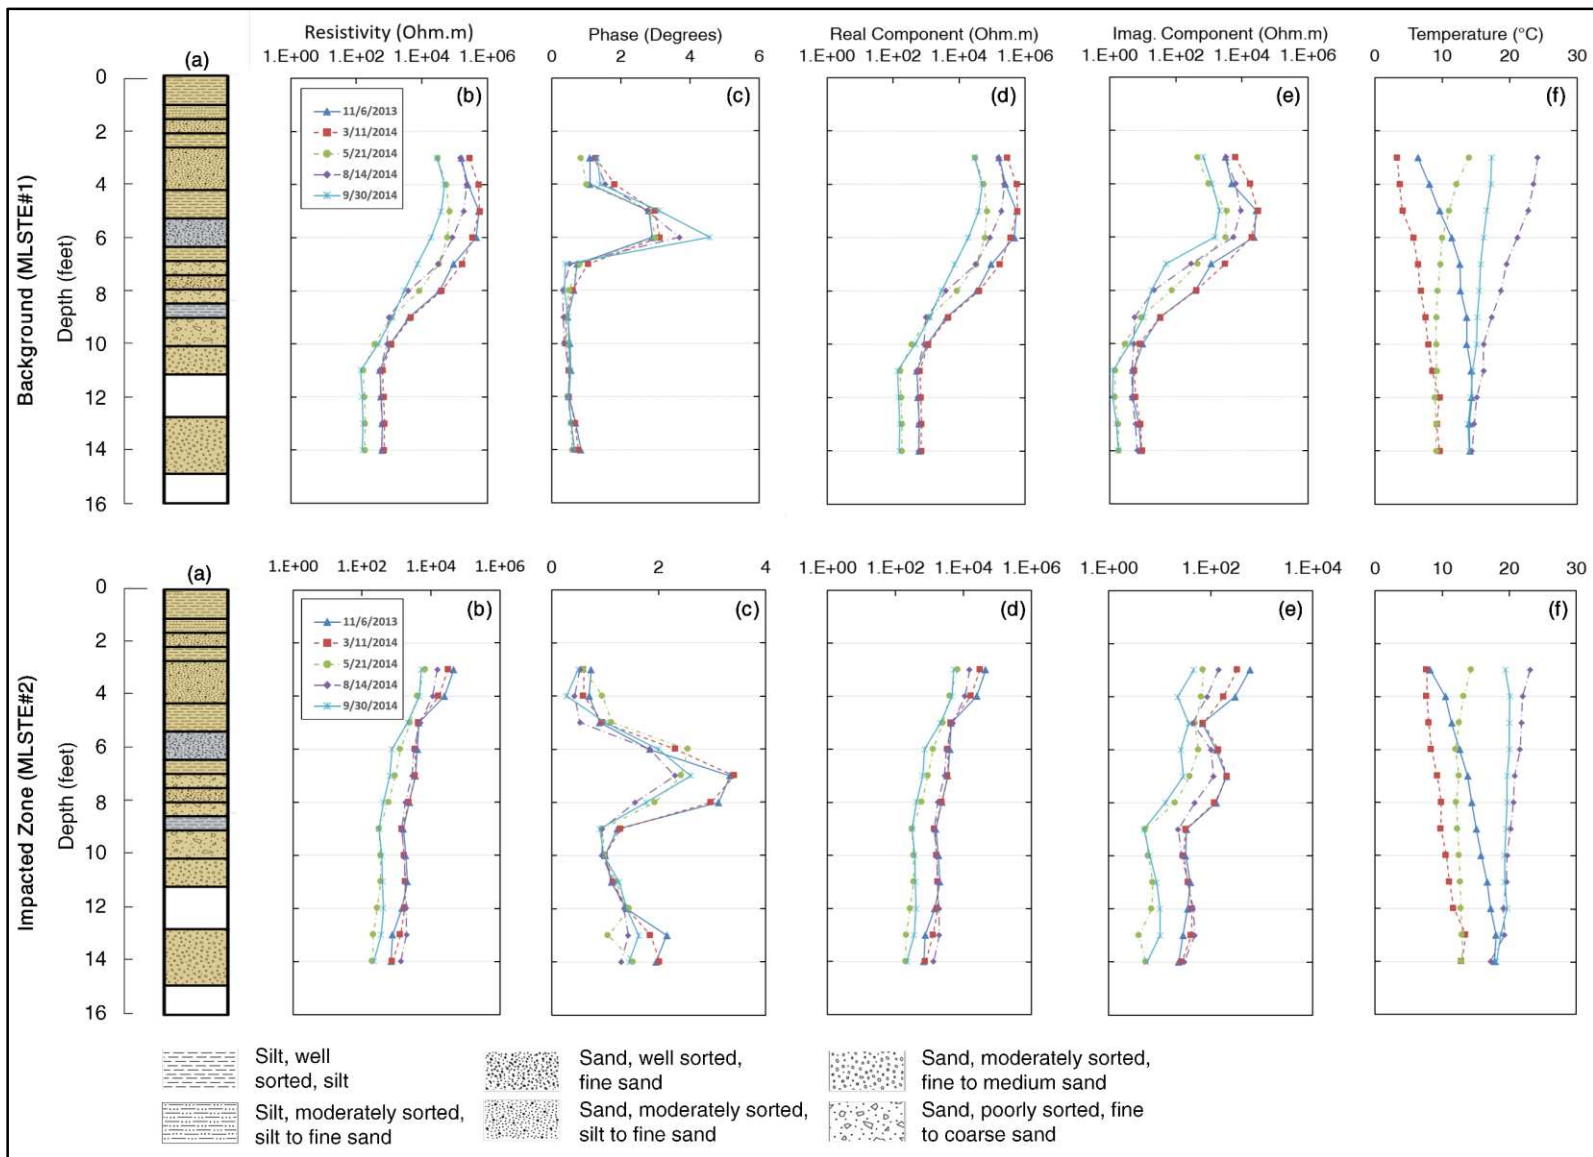 Resistivity (Ohm.m)
Phase (Degrees)
Real Component (Ohm.m)
Imag. Component (Ohm.m)
Temperature (°C)
1.E+00 1.E+02 1.E+04 1.E+06
0 2 4 6
1.E+00 1.E+02 1.E+04 1.E+06
1.E+00 1.E+02 1.E+04 1.E+06
0 10 20 30
(a)
(b)
(c)
(d)
(e)
(f)
Background (MLSTE#1)
Depth (feet)
0
2
4
6
8
10
12
14
16
11/6/2013
3/11/2014
5/21/2014
8/14/2014
9/30/2014
1.E+00 1.E+02 1.E+04 1.E+06
0 2 4
1.E+00 1.E+02 1.E+04 1.E+06
1.E+00 1.E+02 1.E+04
0 10 20 30
(a)
(b)
(c)
(d)
(e)
(f)
Impacted Zone (MLSTE#2)
Depth (feet)
0
2
4
6
8
10
12
14
16
11/6/2013
3/11/2014
5/21/2014
8/14/2014
9/30/2014
Silt, well
sorted, silt
Sand, well sorted,
fine sand
Sand, moderately sorted,
fine to medium sand
Silt, moderately sorted,
silt to fine sand
Sand, moderately sorted,
silt to fine sand
Sand, poorly sorted, fine
to coarse sand